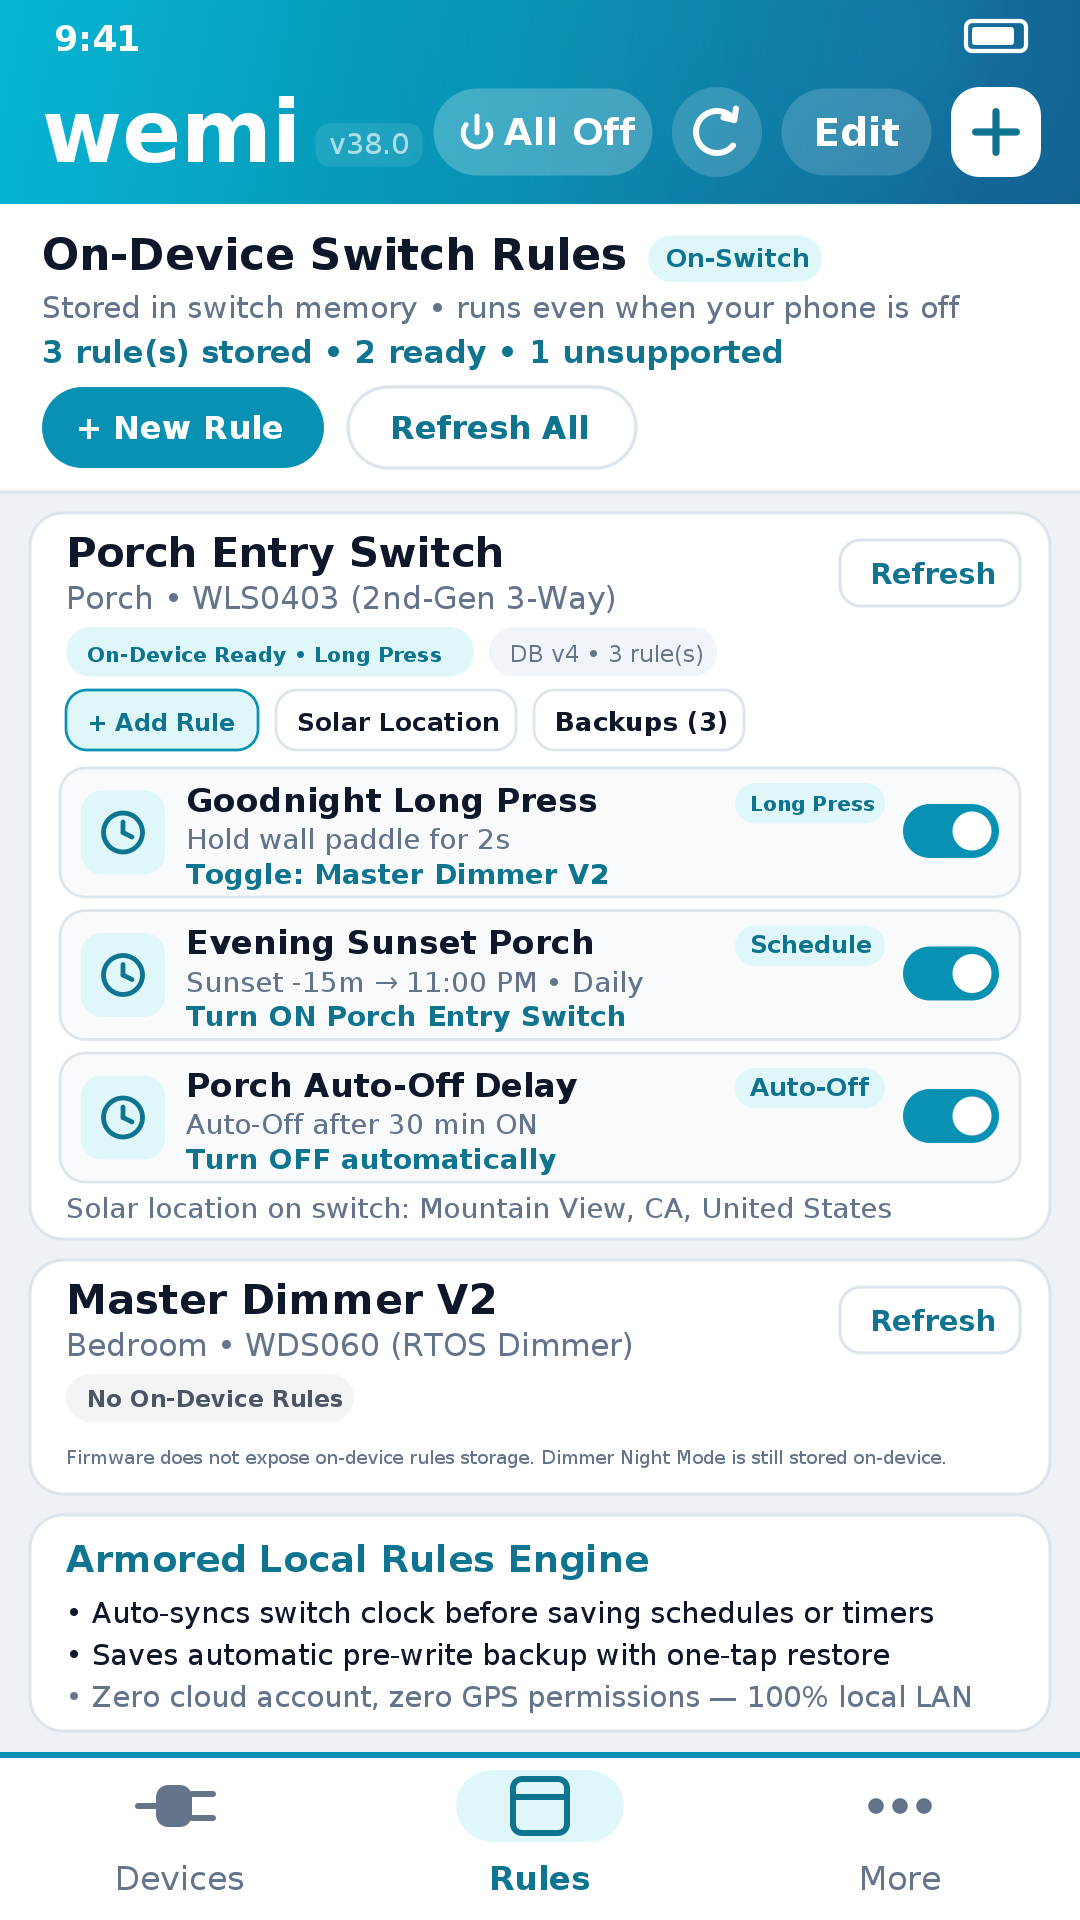 9:41
wemi v38.0 All Off Edit
On-Device Switch Rules On-Switch
Stored in switch memory • runs even when your phone is off
3 rule(s) stored • 2 ready • 1 unsupported
+ New Rule Refresh All
Porch Entry Switch
Porch • WLS0403 (2nd-Gen 3-Way)
Refresh
On-Device Ready • Long Press DB v4 • 3 rule(s)
+ Add Rule Solar Location Backups (3)
Goodnight Long Press Long Press
Hold wall paddle for 2s
Toggle: Master Dimmer V2
Evening Sunset Porch Schedule
Sunset -15m → 11:00 PM • Daily
Turn ON Porch Entry Switch
Porch Auto-Off Delay Auto-Off
Auto-Off after 30 min ON
Turn OFF automatically
Solar location on switch: Mountain View, CA, United States
Master Dimmer V2
Bedroom • WDS060 (RTOS Dimmer)
Refresh
No On-Device Rules
Firmware does not expose on-device rules storage. Dimmer Night Mode is still stored on-device.
Armored Local Rules Engine
• Auto-syncs switch clock before saving schedules or timers
• Saves automatic pre-write backup with one-tap restore
• Zero cloud account, zero GPS permissions — 100% local LAN
Devices Rules More